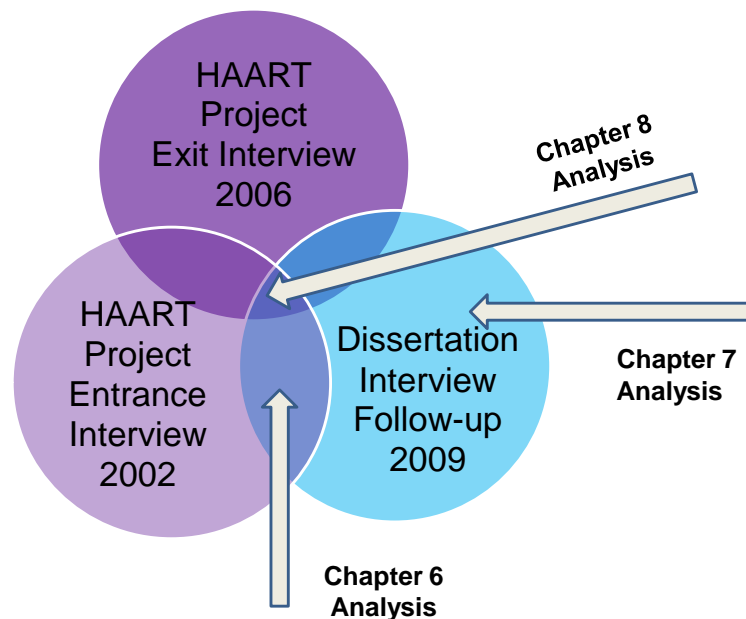 HAART
Project
Exit Interview
2006
Chapter 8
Analysis
HAART
Project
Entrance
Interview
2002
Dissertation
Interview
Follow-up
2009
Chapter 7
Analysis
Chapter 6
Analysis